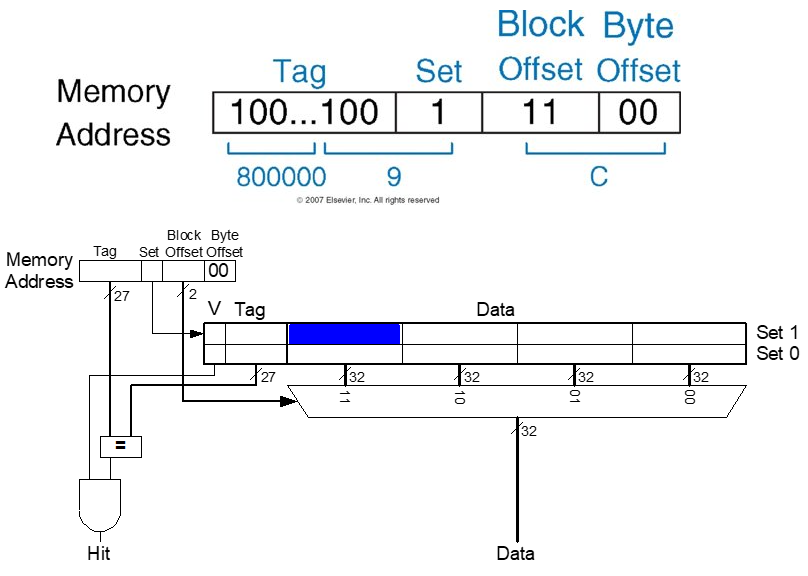 Block Byte
Tag Set Offset Offset
Memory Address
100...100 1 11 00
800000 9 C
© 2007 Elsevier, Inc. All rights reserved
Block Byte
Tag Set Offset Offset
Memory Address
00
27 2
V Tag Data
Set 1
Set 0
27 32 32 32 32
11 10 01 00
32
=
Hit Data